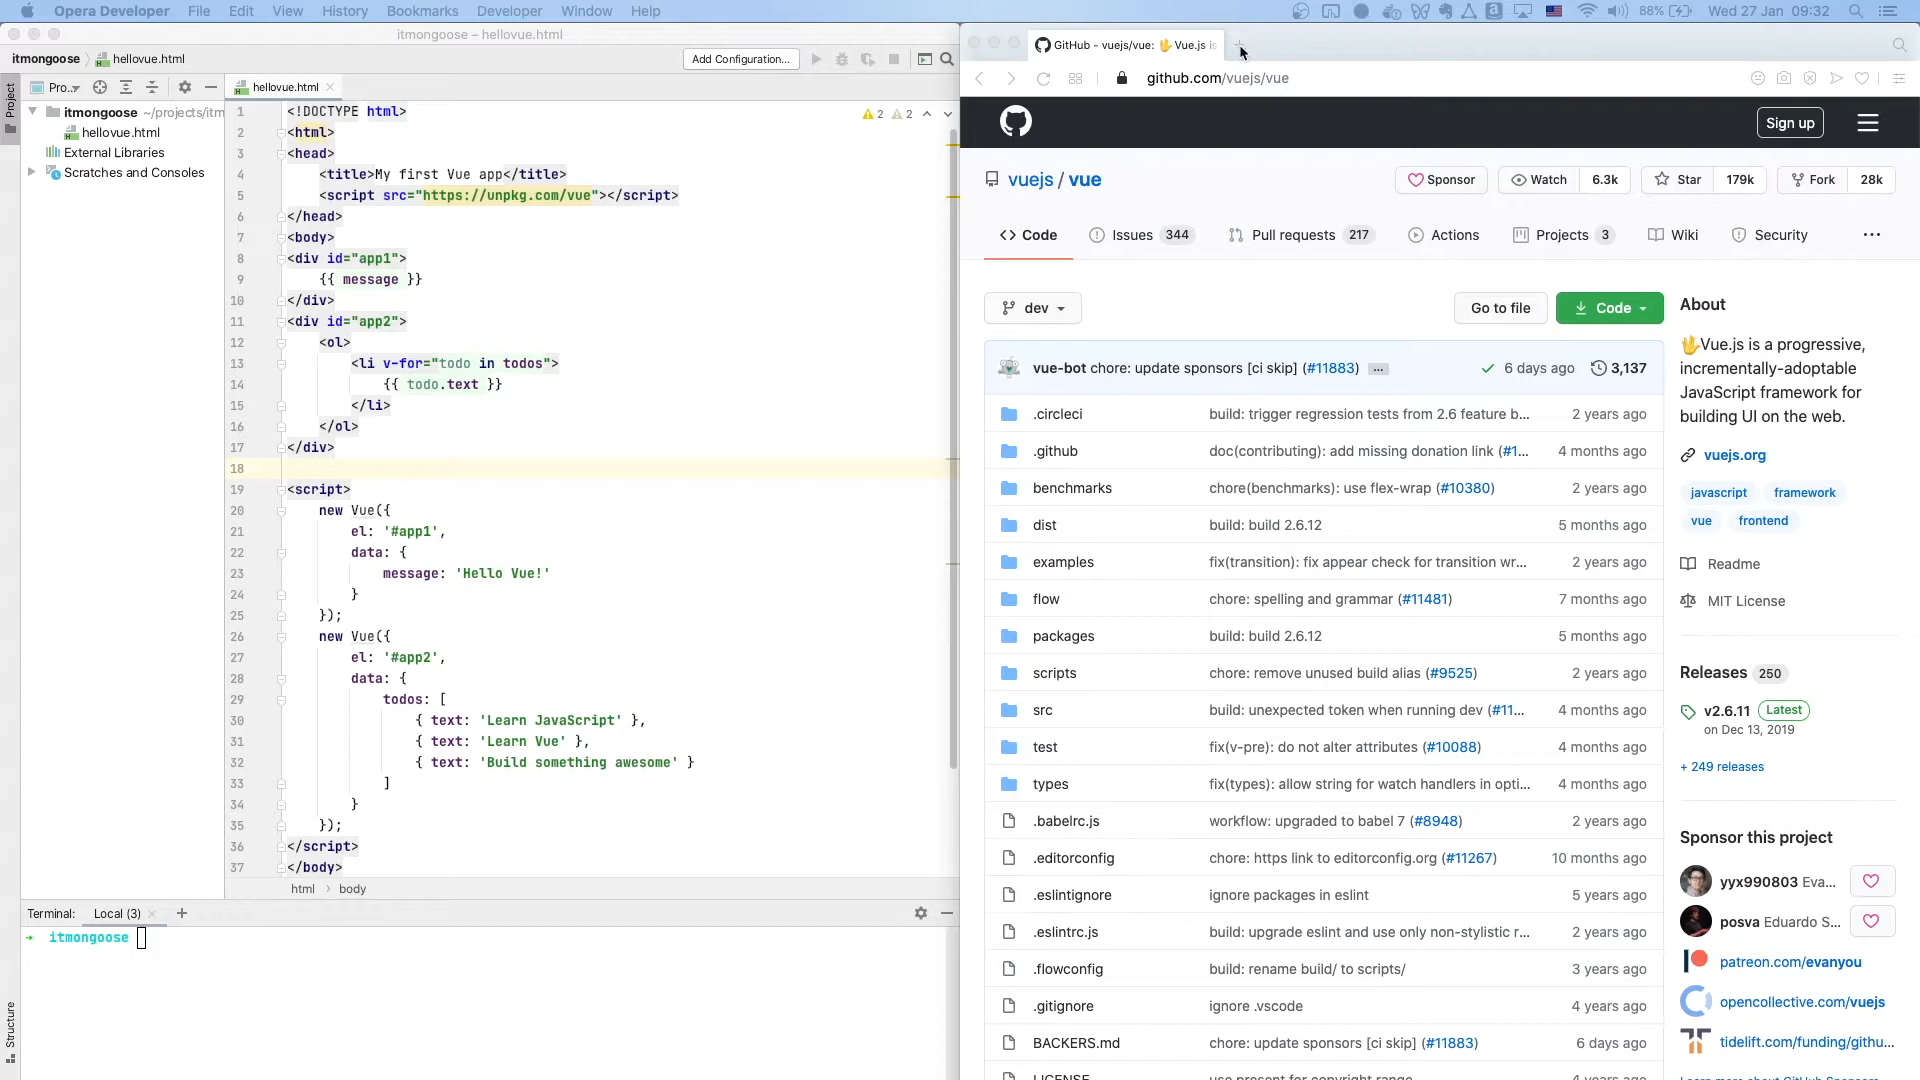 Opera Developer File Edit View History Bookmarks Developer Window Help 88% Wed 27 Jan 09:32
itmongoose – hellovue.html
itmongoose hellovue.html Add Configuration...
Pro... hellovue.html
Project
itmongoose ~/projects/itm
hellovue.html
External Libraries
Scratches and Consoles
2 2
1 <!DOCTYPE html>
2 <html>
3 <head>
4 <title>My first Vue app</title>
5 <script src="https://unpkg.com/vue"></script>
6 </head>
7 <body>
8 <div id="app1">
9 {{ message }}
10 </div>
11 <div id="app2">
12 <ol>
13 <li v-for="todo in todos">
14 {{ todo.text }}
15 </li>
16 </ol>
17 </div>
18
19 <script>
20 new Vue({
21 el: '#app1',
22 data: {
23 message: 'Hello Vue!'
24 }
25 });
26 new Vue({
27 el: '#app2',
28 data: {
29 todos: [
30 { text: 'Learn JavaScript' },
31 { text: 'Learn Vue' },
32 { text: 'Build something awesome' }
33 ]
34 }
35 });
36 </script>
37 </body>
html › body
Terminal: Local (3) +
→ itmongoose
Structure
GitHub - vuejs/vue: 🖖 Vue.js is
github.com/vuejs/vue
Sign up
vuejs / vue
Sponsor Watch 6.3k Star 179k Fork 28k
Code Issues 344 Pull requests 217 Actions Projects 3 Wiki Security ...
dev Go to file Code
vue-bot chore: update sponsors [ci skip] (#11883) ... 6 days ago 3,137
.circleci build: trigger regression tests from 2.6 feature b... 2 years ago
.github doc(contributing): add missing donation link (#1... 4 months ago
benchmarks chore(benchmarks): use flex-wrap (#10380) 2 years ago
dist build: build 2.6.12 5 months ago
examples fix(transition): fix appear check for transition wr... 2 years ago
flow chore: spelling and grammar (#11481) 7 months ago
packages build: build 2.6.12 5 months ago
scripts chore: remove unused build alias (#9525) 2 years ago
src build: unexpected token when running dev (#11... 4 months ago
test fix(v-pre): do not alter attributes (#10088) 4 months ago
types fix(types): allow string for watch handlers in opti... 4 months ago
.babelrc.js workflow: upgraded to babel 7 (#8948) 2 years ago
.editorconfig chore: https link to editorconfig.org (#11267) 10 months ago
.eslintignore ignore packages in eslint 5 years ago
.eslintrc.js build: upgrade eslint and use only non-stylistic r... 2 years ago
.flowconfig build: rename build/ to scripts/ 3 years ago
.gitignore ignore .vscode 4 years ago
BACKERS.md chore: update sponsors [ci skip] (#11883) 6 days ago
LICENSE use present for copyright range 4 years ago
About
🖖Vue.js is a progressive,
incrementally-adoptable
JavaScript framework for
building UI on the web.
vuejs.org
javascript framework
vue frontend
Readme
MIT License
Releases 250
v2.6.11 Latest
on Dec 13, 2019
+ 249 releases
Sponsor this project
yyx990803 Eva...
posva Eduardo S...
patreon.com/evanyou
opencollective.com/vuejs
tidelift.com/funding/githu...
Learn more about GitHub Sponsors